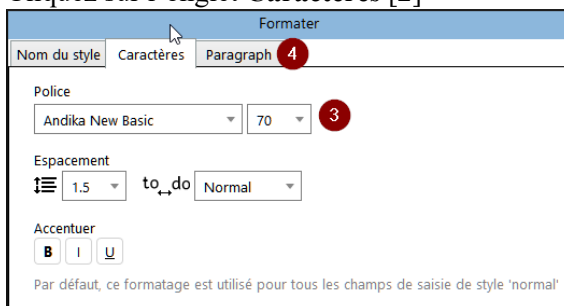 Formater
Nom du style Caractères Paragraph 4
Police
Andika New Basic 70 3
Espacement
1.5 to do Normal
Accentuer
B I U
Par défaut, ce formatage est utilisé pour tous les champs de saisie de style 'normal'